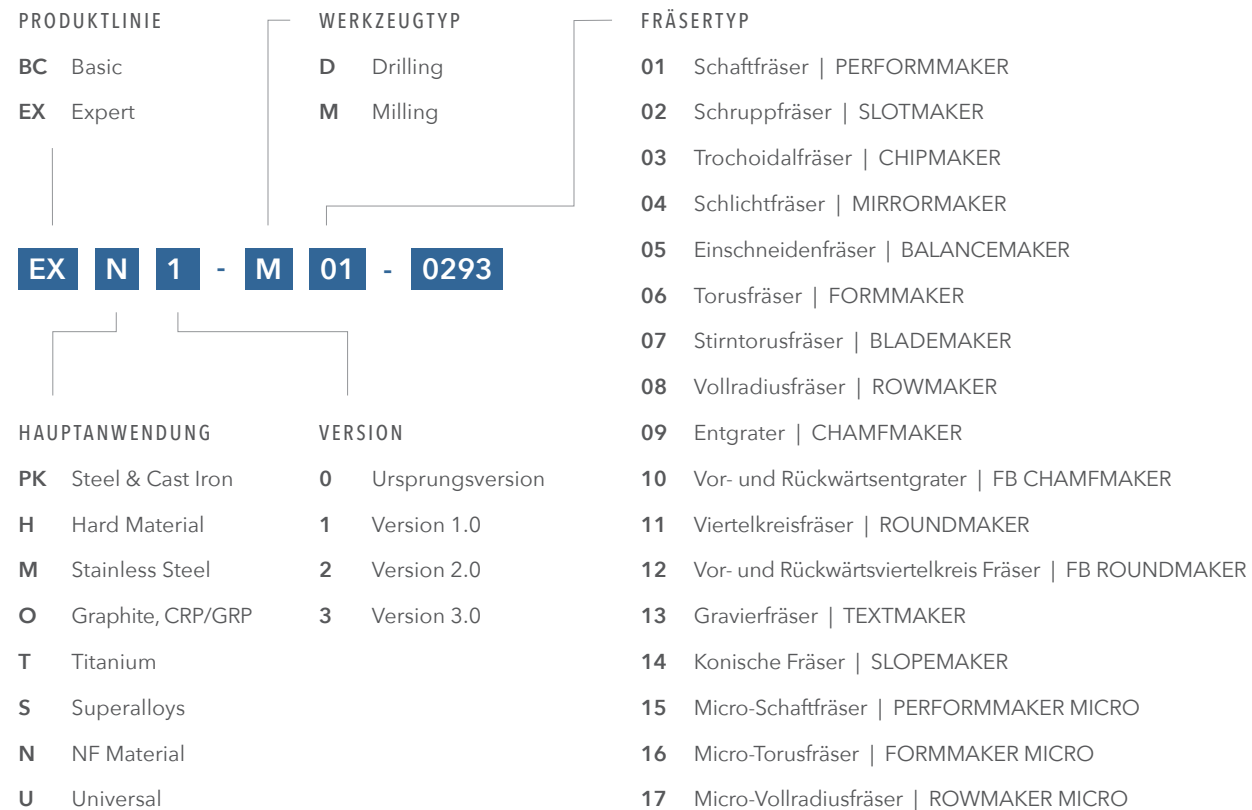 PRODUKTLINIE
BC Basic
EX Expert
WERKZEUGTYP
D Drilling
M Milling
FRÄSERTYP
01 Schaftfräser | PERFORMMAKER
02 Schruppfräser | SLOTMAKER
03 Trochoidalfräser | CHIPMAKER
04 Schlichtfräser | MIRRORMAKER
05 Einschneidenfräser | BALANCEMAKER
06 Torusfräser | FORMMAKER
07 Stirntorusfräser | BLADEMAKER
08 Vollradiusfräser | ROWMAKER
09 Entgrater | CHAMFMAKER
10 Vor- und Rückwärtsentgrater | FB CHAMFMAKER
11 Viertelkreisfräser | ROUNDMAKER
12 Vor- und Rückwärtsviertelkreis Fräser | FB ROUNDMAKER
13 Gravierfräser | TEXTMAKER
14 Konische Fräser | SLOPEMAKER
15 Micro-Schaftfräser | PERFORMMAKER MICRO
16 Micro-Torusfräser | FORMMAKER MICRO
17 Micro-Vollradiusfräser | ROWMAKER MICRO
EX N 1 - M 01 - 0293
HAUPTANWENDUNG
PK Steel & Cast Iron
H Hard Material
M Stainless Steel
O Graphite, CRP/GRP
T Titanium
S Superalloys
N NF Material
U Universal
VERSION
0 Ursprungsversion
1 Version 1.0
2 Version 2.0
3 Version 3.0